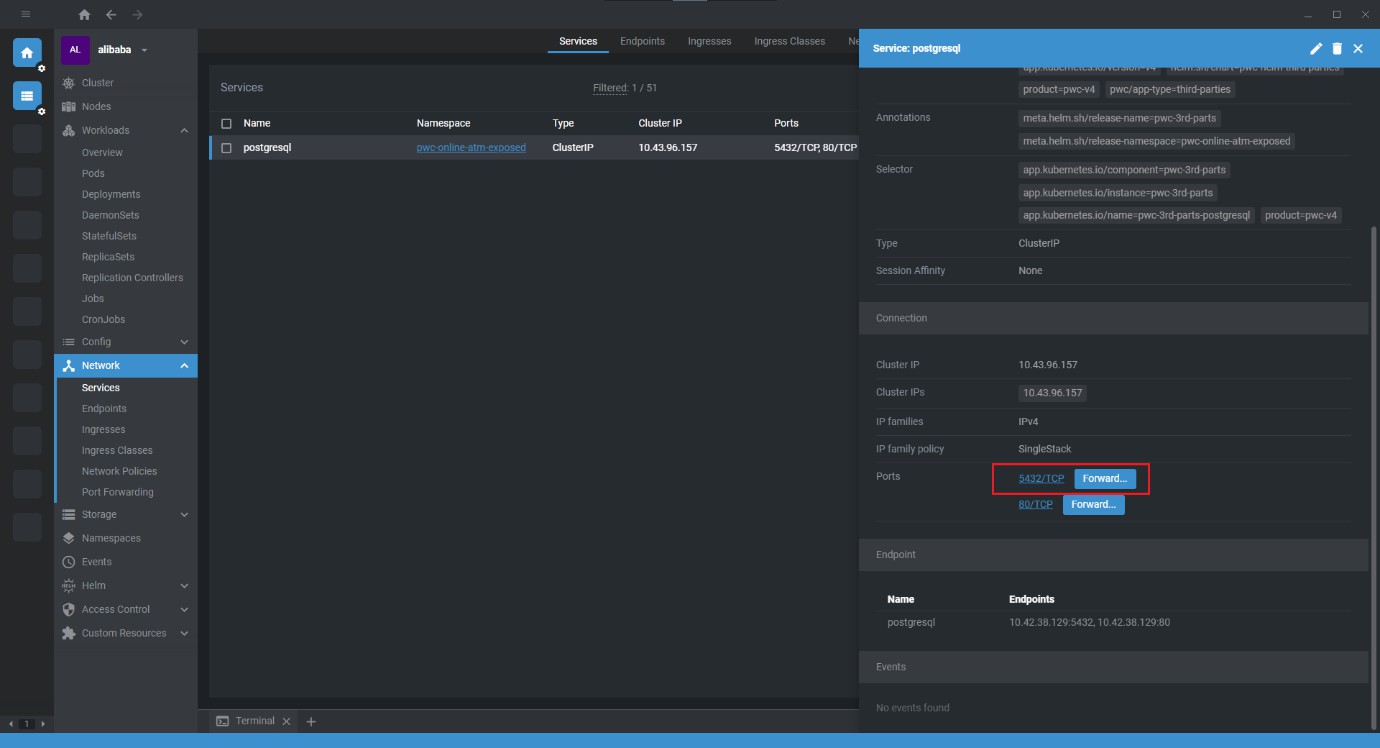 AL alibaba
Cluster
Nodes
Workloads
Overview
Pods
Deployments
DaemonSets
StatefulSets
ReplicaSets
Replication Controllers
Jobs
CronJobs
Config
Network
Services
Endpoints
Ingresses
Ingress Classes
Network Policies
Port Forwarding
Storage
Namespaces
Events
Helm
Access Control
Custom Resources
1
Services Endpoints Ingresses Ingress Classes Ne
Services Filtered: 1 / 51
Name Namespace Type Cluster IP Ports
postgresql pwc-online-atm-exposed ClusterIP 10.43.96.157 5432/TCP, 80/TCP
Terminal
Service: postgresql
app.kubernetes.io/version=v4 helm.sh/chart=pwc-helm-third-parties
product=pwc-v4 pwc/app-type=third-parties
Annotations meta.helm.sh/release-name=pwc-3rd-parts
meta.helm.sh/release-namespace=pwc-online-atm-exposed
Selector app.kubernetes.io/component=pwc-3rd-parts
app.kubernetes.io/instance=pwc-3rd-parts
app.kubernetes.io/name=pwc-3rd-parts-postgresql product=pwc-v4
Type ClusterIP
Session Affinity None
Connection
Cluster IP 10.43.96.157
Cluster IPs 10.43.96.157
IP families IPv4
IP family policy SingleStack
Ports 5432/TCP Forward...
80/TCP Forward...
Endpoint
Name Endpoints
postgresql 10.42.38.129:5432, 10.42.38.129:80
Events
No events found